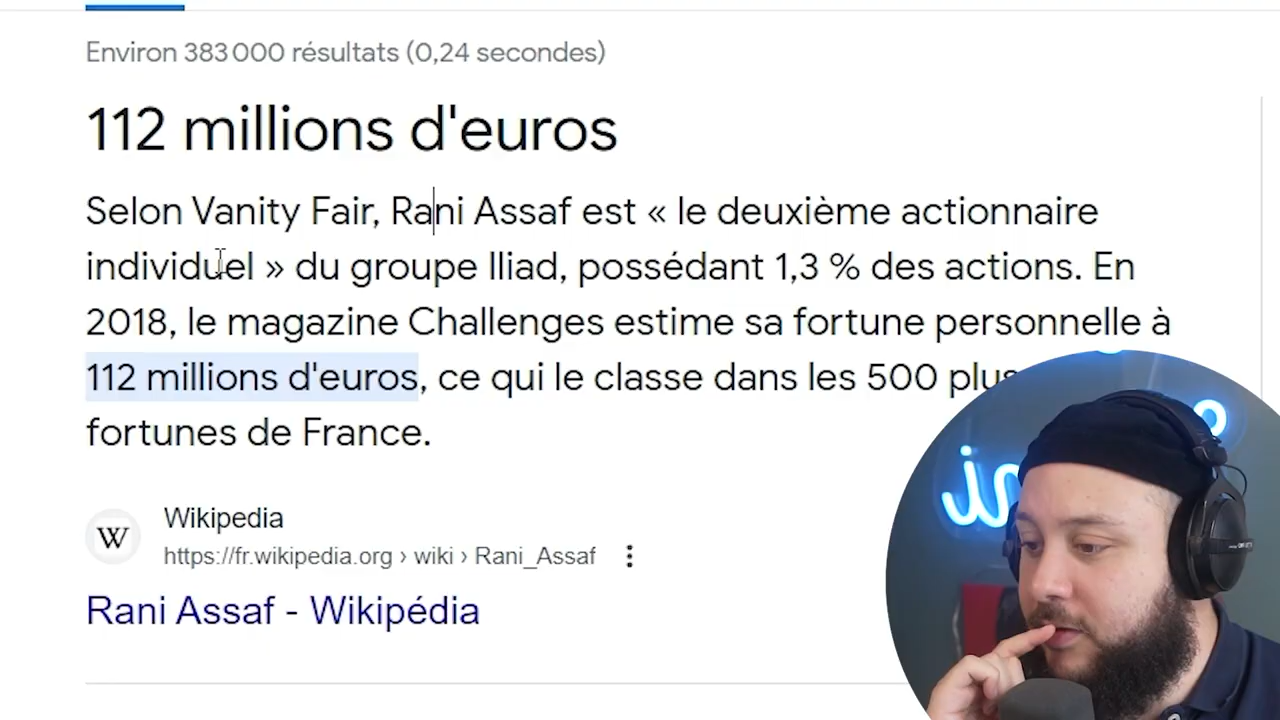 Environ 383 000 résultats (0,24 secondes)
112 millions d'euros
Selon Vanity Fair, Rani Assaf est « le deuxième actionnaire
individuel » du groupe Iliad, possédant 1,3 % des actions. En
2018, le magazine Challenges estime sa fortune personnelle à
112 millions d'euros, ce qui le classe dans les 500 plus
fortunes de France.
W
Wikipedia
https://fr.wikipedia.org › wiki › Rani_Assaf
Rani Assaf - Wikipédia